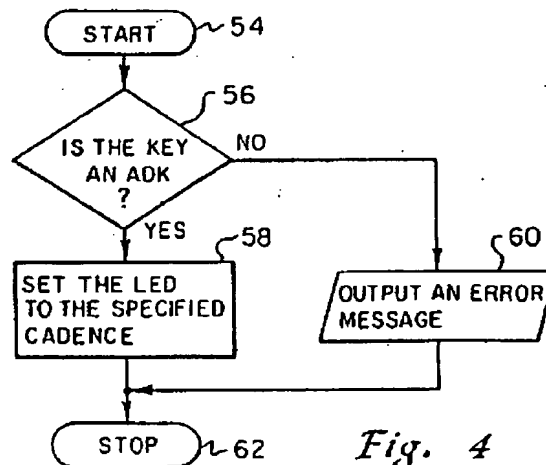 START
54
56
IS THE KEY
AN ADK
?
NO
YES
58
SET THE LED
TO THE SPECIFIED
CADENCE
60
OUTPUT AN ERROR
MESSAGE
STOP
62
Fig. 4